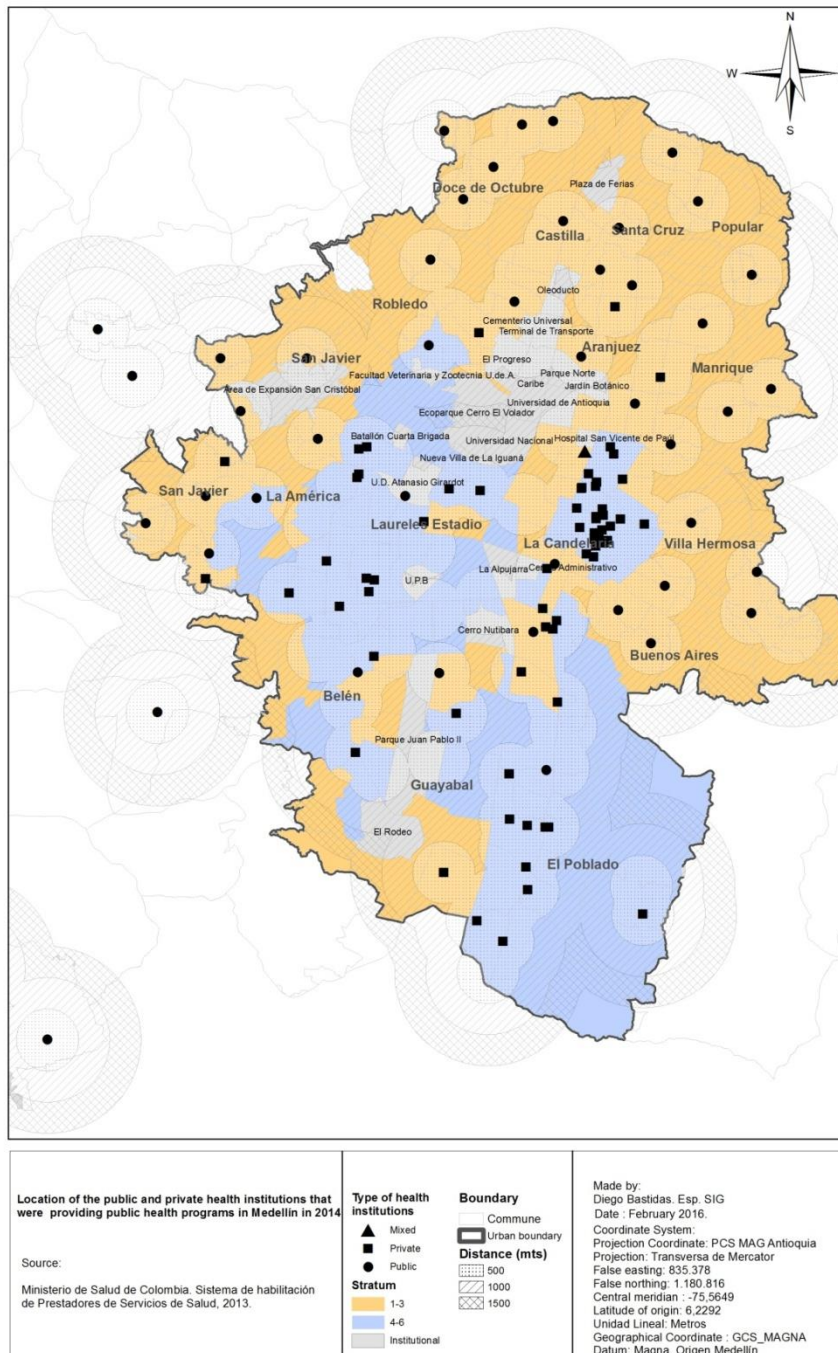 N
W
S
Plaza de Ferias
Doce de Octubre
Popular
Santa Cruz
Castilla
Oleoducto
Robledo
Cementerio Universal
Terminal de Transporte
Aranjuez
San Javier
El Progreso
Manrique
Parque Norte
Facultad Veterinaria y Zootecnia U.de.A.
Caribe
Jardín Botánico
Área de Expansión San Cristóbal
Universidad de Antioquia
Ecoparque Cerro El Volador
Batallón Cuarta Brigada
Universidad Nacional
Hospital San Vicente de Paúl
Nueva Villa de La Iguaná
U.D. Atanasio Girardot
San Javier
La América
Laureles Estadio
La Candelaria
Villa Hermosa
La Alpujarra
Centro Administrativo
U.P.B
Cerro Nutibara
Buenos Aires
Belén
Parque Juan Pablo II
Guayabal
El Rodeo
El Poblado
Location of the public and private health institutions that
were providing public health programs in Medellín in 2014
Source:
Ministerio de Salud de Colombia. Sistema de habilitación
de Prestadores de Servicios de Salud, 2013.
Type of health
institutions
Mixed
Private
Public
Stratum
1-3
4-6
Institutional
Boundary
Commune
Urban boundary
Distance (mts)
500
1000
1500
Made by:
Diego Bastidas. Esp. SIG
Date : February 2016.
Coordinate System:
Projection Coordinate: PCS MAG Antioquia
Projection: Transversa de Mercator
False easting: 835.378
False northing: 1.180.816
Central meridian : -75,5649
Latitude of origin: 6,2292
Unidad Lineal: Metros
Geographical Coordinate : GCS_MAGNA
Datum: Magna. Origen Medellín